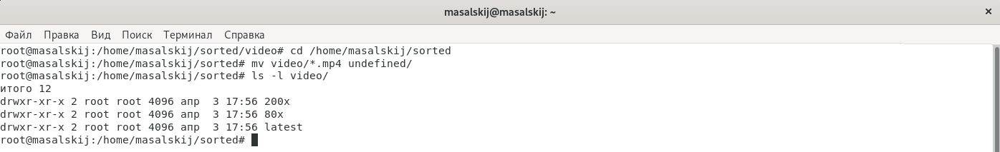 masalskij@masalskij: ~
Файл Правка Вид Поиск Терминал Справка
root@masalskij:/home/masalskij/sorted/video# cd /home/masalskij/sorted
root@masalskij:/home/masalskij/sorted# mv video/*.mp4 undefined/
root@masalskij:/home/masalskij/sorted# ls -l video/
итого 12
drwxr-xr-x 2 root root 4096 апр  3 17:56 200x
drwxr-xr-x 2 root root 4096 апр  3 17:56 80x
drwxr-xr-x 2 root root 4096 апр  3 17:56 latest
root@masalskij:/home/masalskij/sorted#